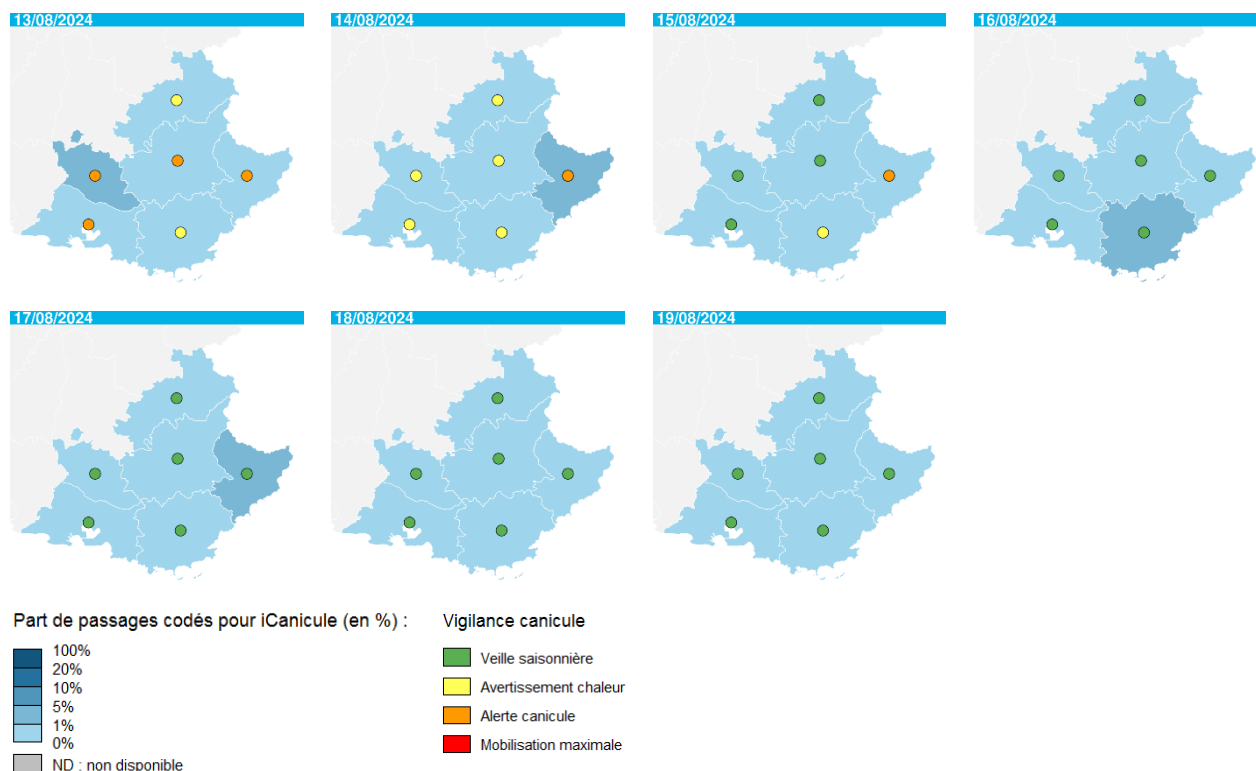 13/08/2024
14/08/2024
15/08/2024
16/08/2024
17/08/2024
18/08/2024
19/08/2024
Part de passages codés pour iCanicule (en %) :
100%
20%
10%
5%
1%
0%
ND : non disponible
Vigilance canicule
Veille saisonnière
Avertissement chaleur
Alerte canicule
Mobilisation maximale